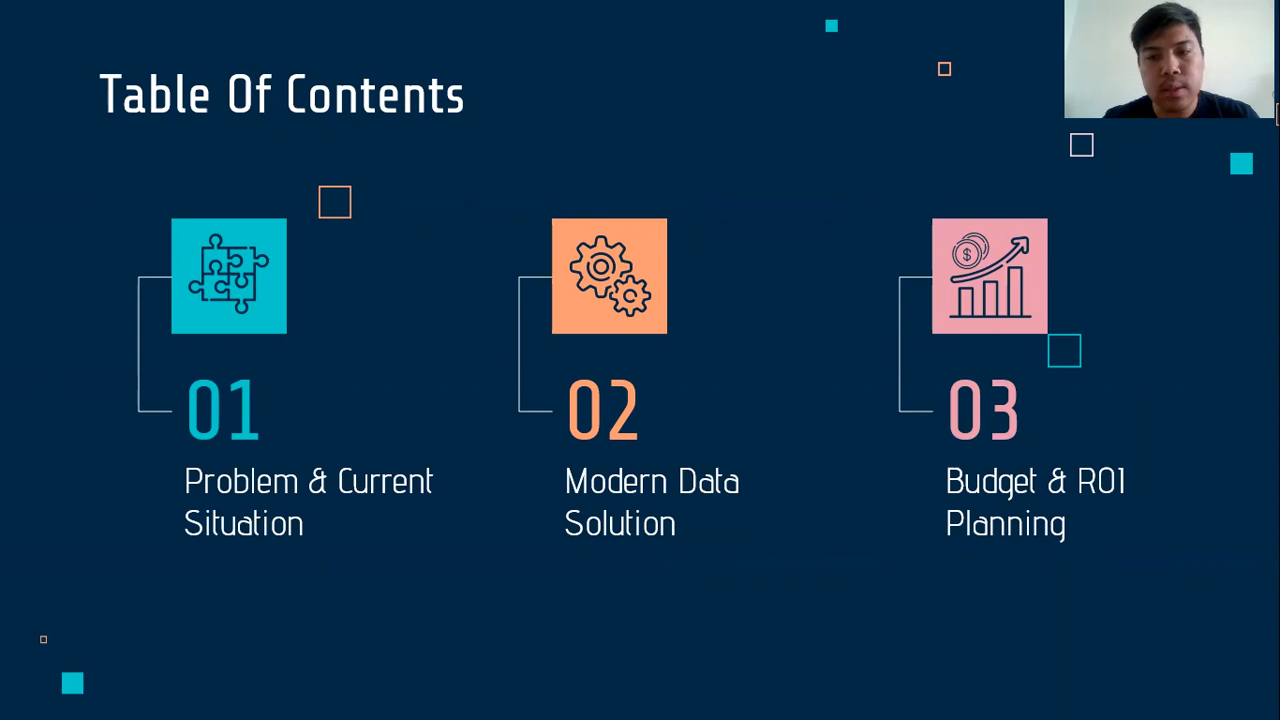 Table Of Contents
$
01
Problem & Current
Situation
02
Modern Data
Solution
03
Budget & ROI
Planning